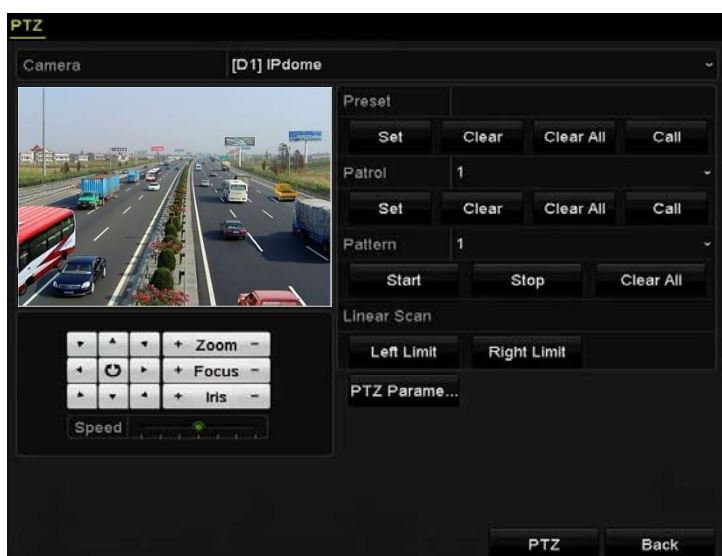 PTZ
Camera [D1] IPdome
Preset
Set Clear Clear All Call
Patrol 1
Set Clear Clear All Call
Pattern 1
Start Stop Clear All
Linear Scan
Left Limit Right Limit
PTZ Parame...
+ Zoom -
+ Focus -
+ Iris -
Speed
PTZ Back